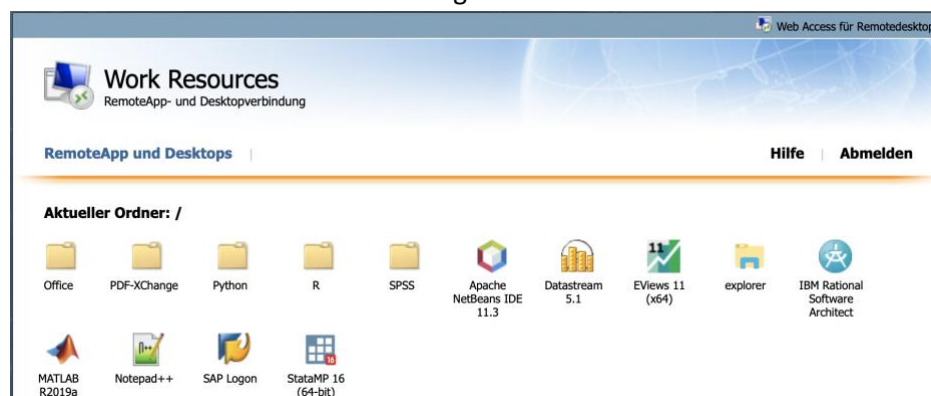 Web Access für Remotedesktop
Work Resources
RemoteApp- und Desktopverbindung
RemoteApp und Desktops
Hilfe
Abmelden
Aktueller Ordner: /
Office
PDF-XChange
Python
R
SPSS
Apache
NetBeans IDE
11.3
Datastream
5.1
11
EViews 11
(x64)
explorer
IBM Rational
Software
Architect
MATLAB
R2019a
Notepad++
SAP Logon
16
StataMP 16
(64-bit)